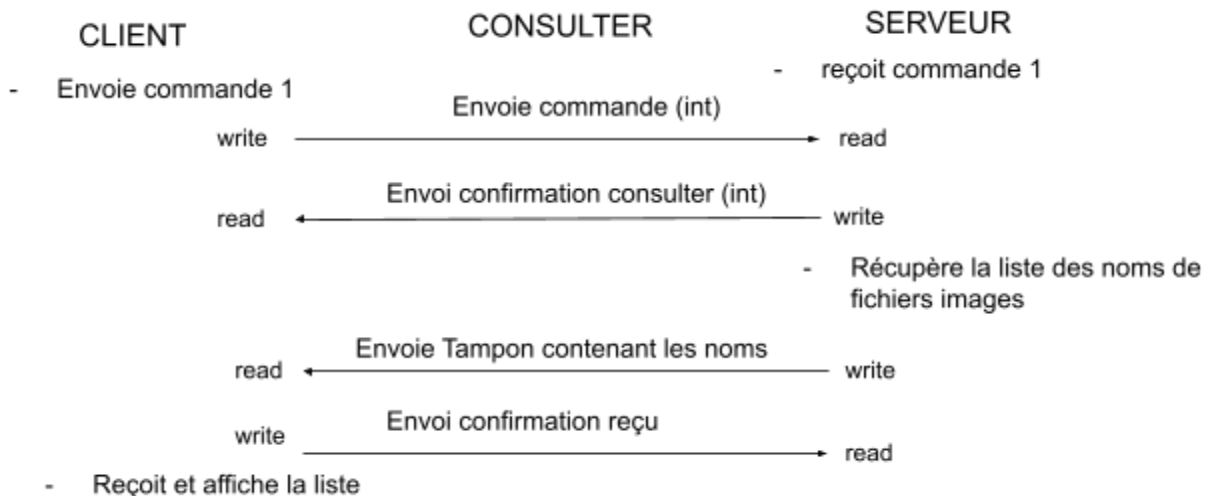 CLIENT
CONSULTER
SERVEUR
- Envoie commande 1
- reçoit commande 1
Envoie commande (int)
write
read
Envoi confirmation consulter (int)
read
write
- Récupère la liste des noms de
fichiers images
Envoie Tampon contenant les noms
read
write
Envoi confirmation reçu
write
read
- Reçoit et affiche la liste